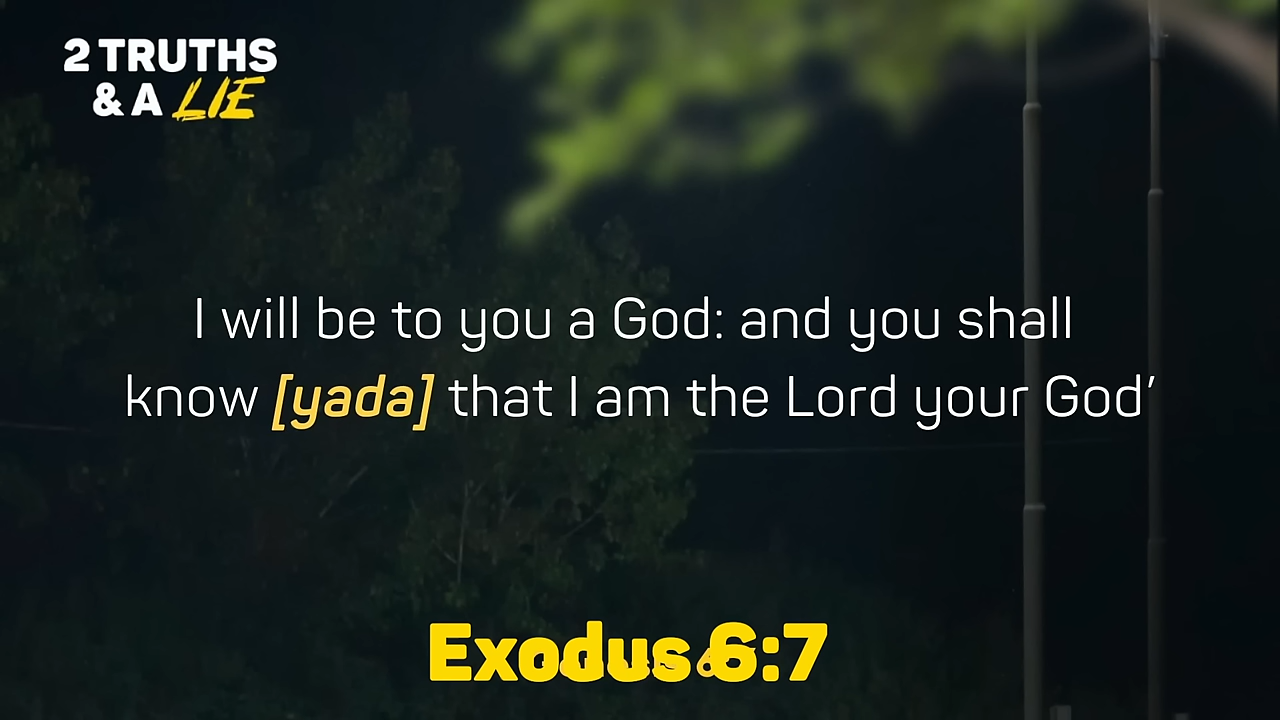 2 TRUTHS
& A LIE
I will be to you a God: and you shall
know [yada] that I am the Lord your God’
Exodus 6:7